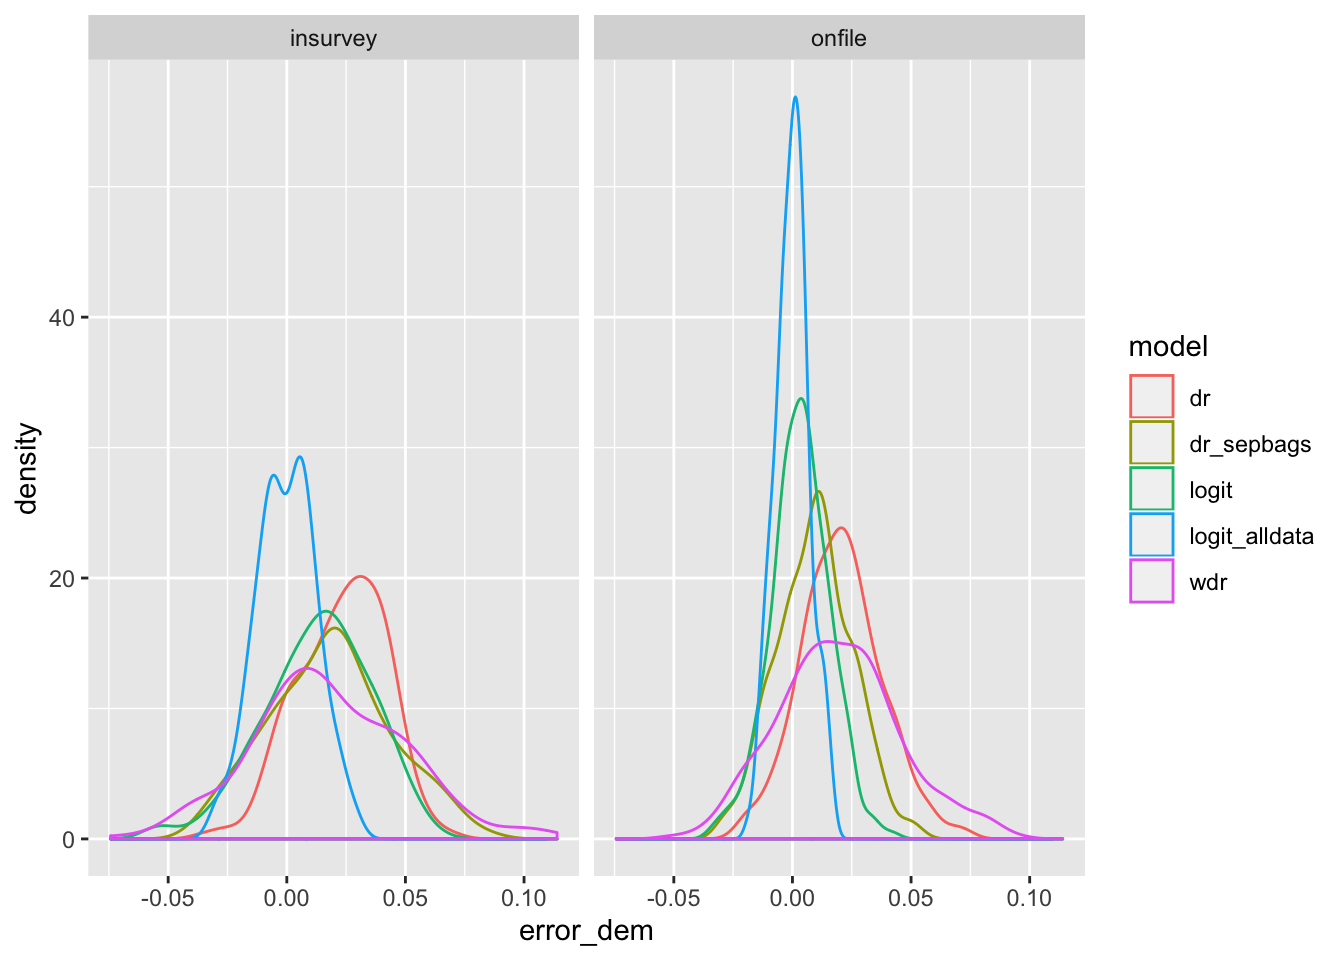 insurvey
onfile
density
40
20
0
-0.05
0.00
0.05
0.10
-0.05
0.00
0.05
0.10
error_dem
model
dr
dr_sepbags
logit
logit_alldata
wdr